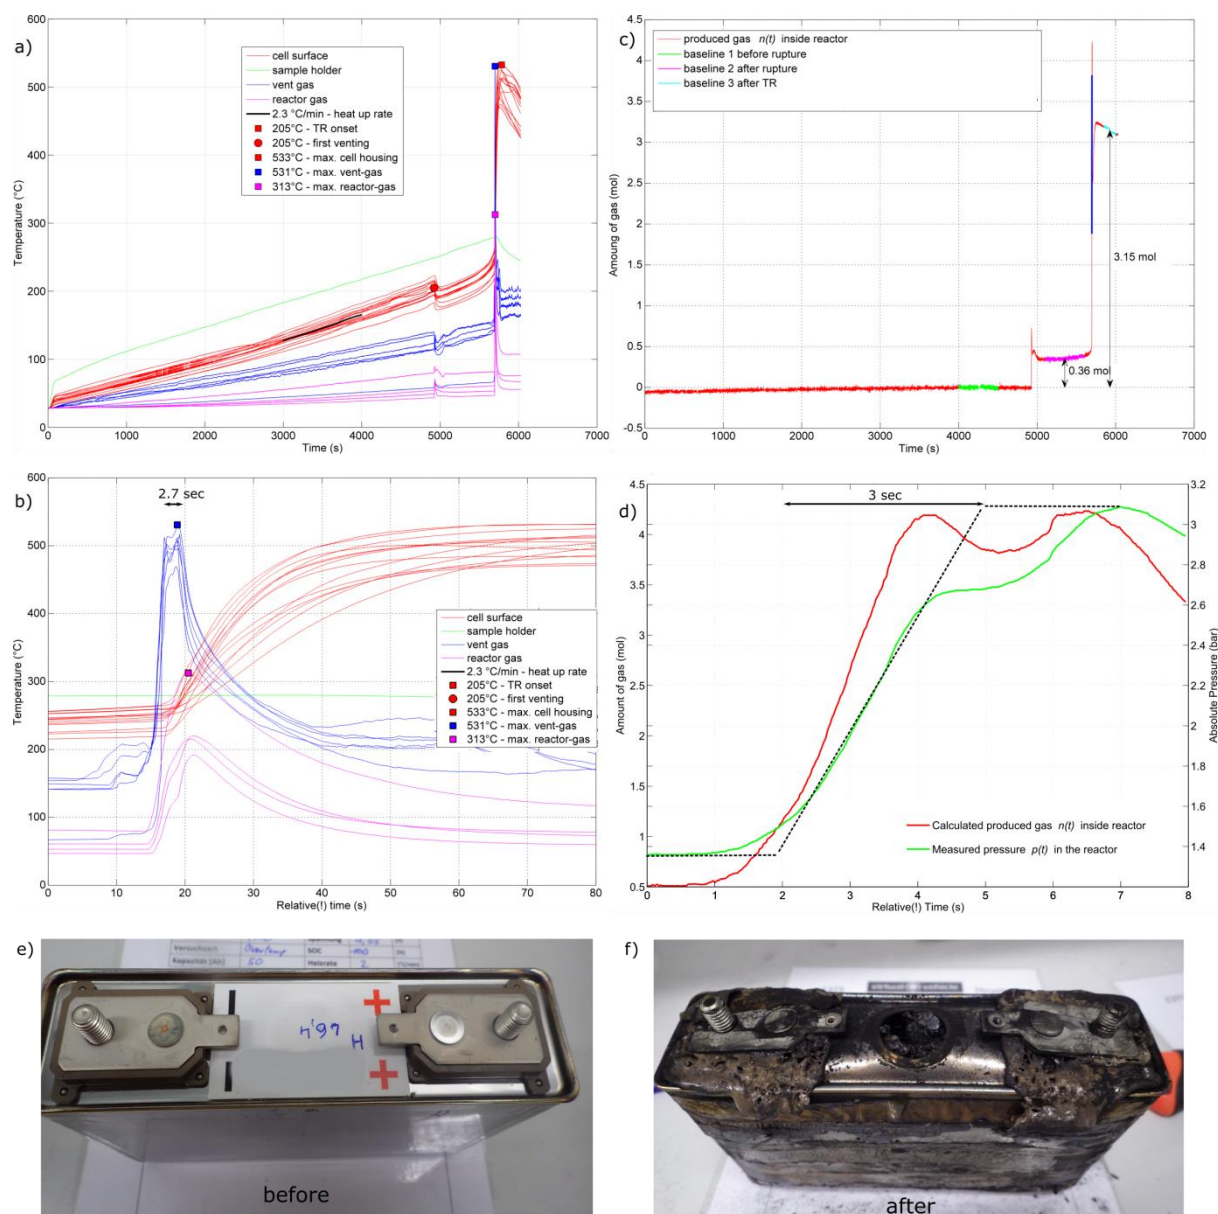 a)
600
500
400
300
200
100
0
Temperature (°C)
cell surface
sample holder
vent gas
reactor gas
2.3 °C/min - heat up rate
205°C - TR onset
205°C - first venting
533°C - max. cell housing
531°C - max. vent-gas
313°C - max. reactor-gas
0 1000 2000 3000 4000 5000 6000 7000
Time (s)
c)
4.5
4
3.5
3
2.5
2
1.5
1
0.5
0
-0.5
Amoung of gas (mol)
produced gas n(t) inside reactor
baseline 1 before rupture
baseline 2 after rupture
baseline 3 after TR
3.15 mol
0.36 mol
0 1000 2000 3000 4000 5000 6000 7000
Time (s)
b)
2.7 sec
600
500
400
300
200
100
0
Temperature (°C)
cell surface
sample holder
vent gas
reactor gas
2.3 °C/min - heat up rate
205°C - TR onset
205°C - first venting
533°C - max. cell housing
531°C - max. vent-gas
313°C - max. reactor-gas
0 10 20 30 40 50 60 70 80
Relative(!) time (s)
d)
3 sec
4.5
4
3.5
3
2.5
2
1.5
1
0.5
Amount of gas (mol)
3.2
3
2.8
2.6
2.4
2.2
2
1.8
1.6
1.4
Absolute Pressure (bar)
Calculated produced gas n(t) inside reactor
Measured pressure p(t) in the reactor
0 1 2 3 4 5 6 7 8
Relative(!) Time (s)
e)
Versuchsart Overtemp SOC 100
Kapazität [Ah] 50 Heizrate 2
before
f)
after